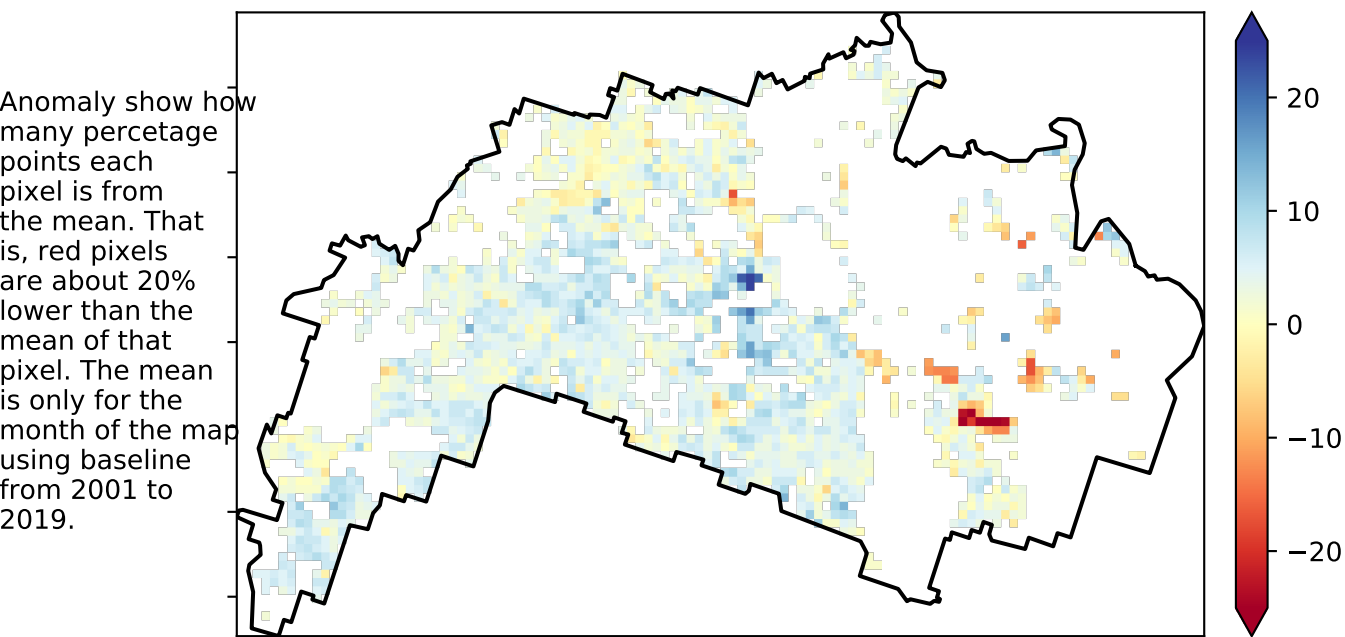 Anomaly show how
many percetage
points each
pixel is from
the mean. That
is, red pixels
are about 20%
lower than the
mean of that
pixel. The mean
is only for the
month of the map
using baseline
from 2001 to
2019.
20
10
0
−10
−20